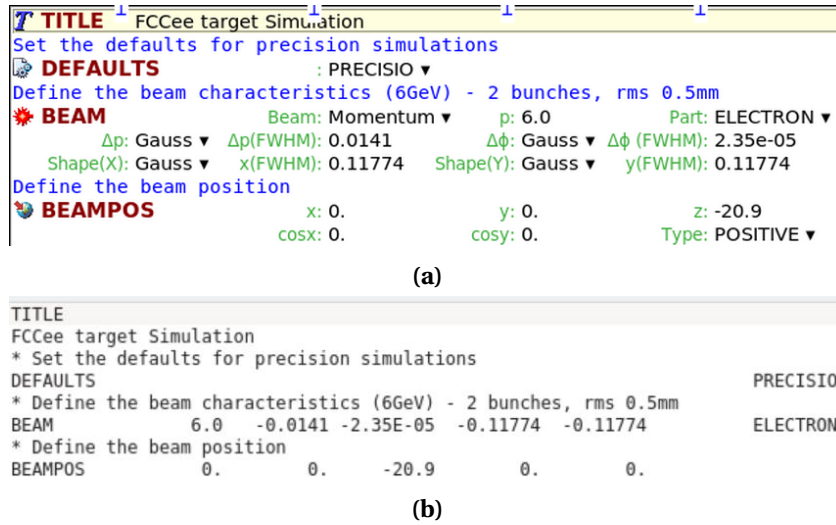 TITLE FCCee target Simulation
Set the defaults for precision simulations
DEFAULTS : PRECISIO ▼
Define the beam characteristics (6GeV) - 2 bunches, rms 0.5mm
BEAM Beam: Momentum ▼ p: 6.0 Part: ELECTRON ▼
Δp: Gauss ▼ Δp(FWHM): 0.0141 Δϕ: Gauss ▼ Δϕ (FWHM): 2.35e-05
Shape(X): Gauss ▼ x(FWHM): 0.11774 Shape(Y): Gauss ▼ y(FWHM): 0.11774
Define the beam position
BEAMPOS x: 0. y: 0. z: -20.9
cosx: 0. cosy: 0. Type: POSITIVE ▼
(a)
TITLE
FCCee target Simulation
* Set the defaults for precision simulations
DEFAULTS PRECISIO
* Define the beam characteristics (6GeV) - 2 bunches, rms 0.5mm
BEAM 6.0 -0.0141 -2.35E-05 -0.11774 -0.11774 ELECTRON
* Define the beam position
BEAMPOS 0. 0. -20.9 0. 0.
(b)